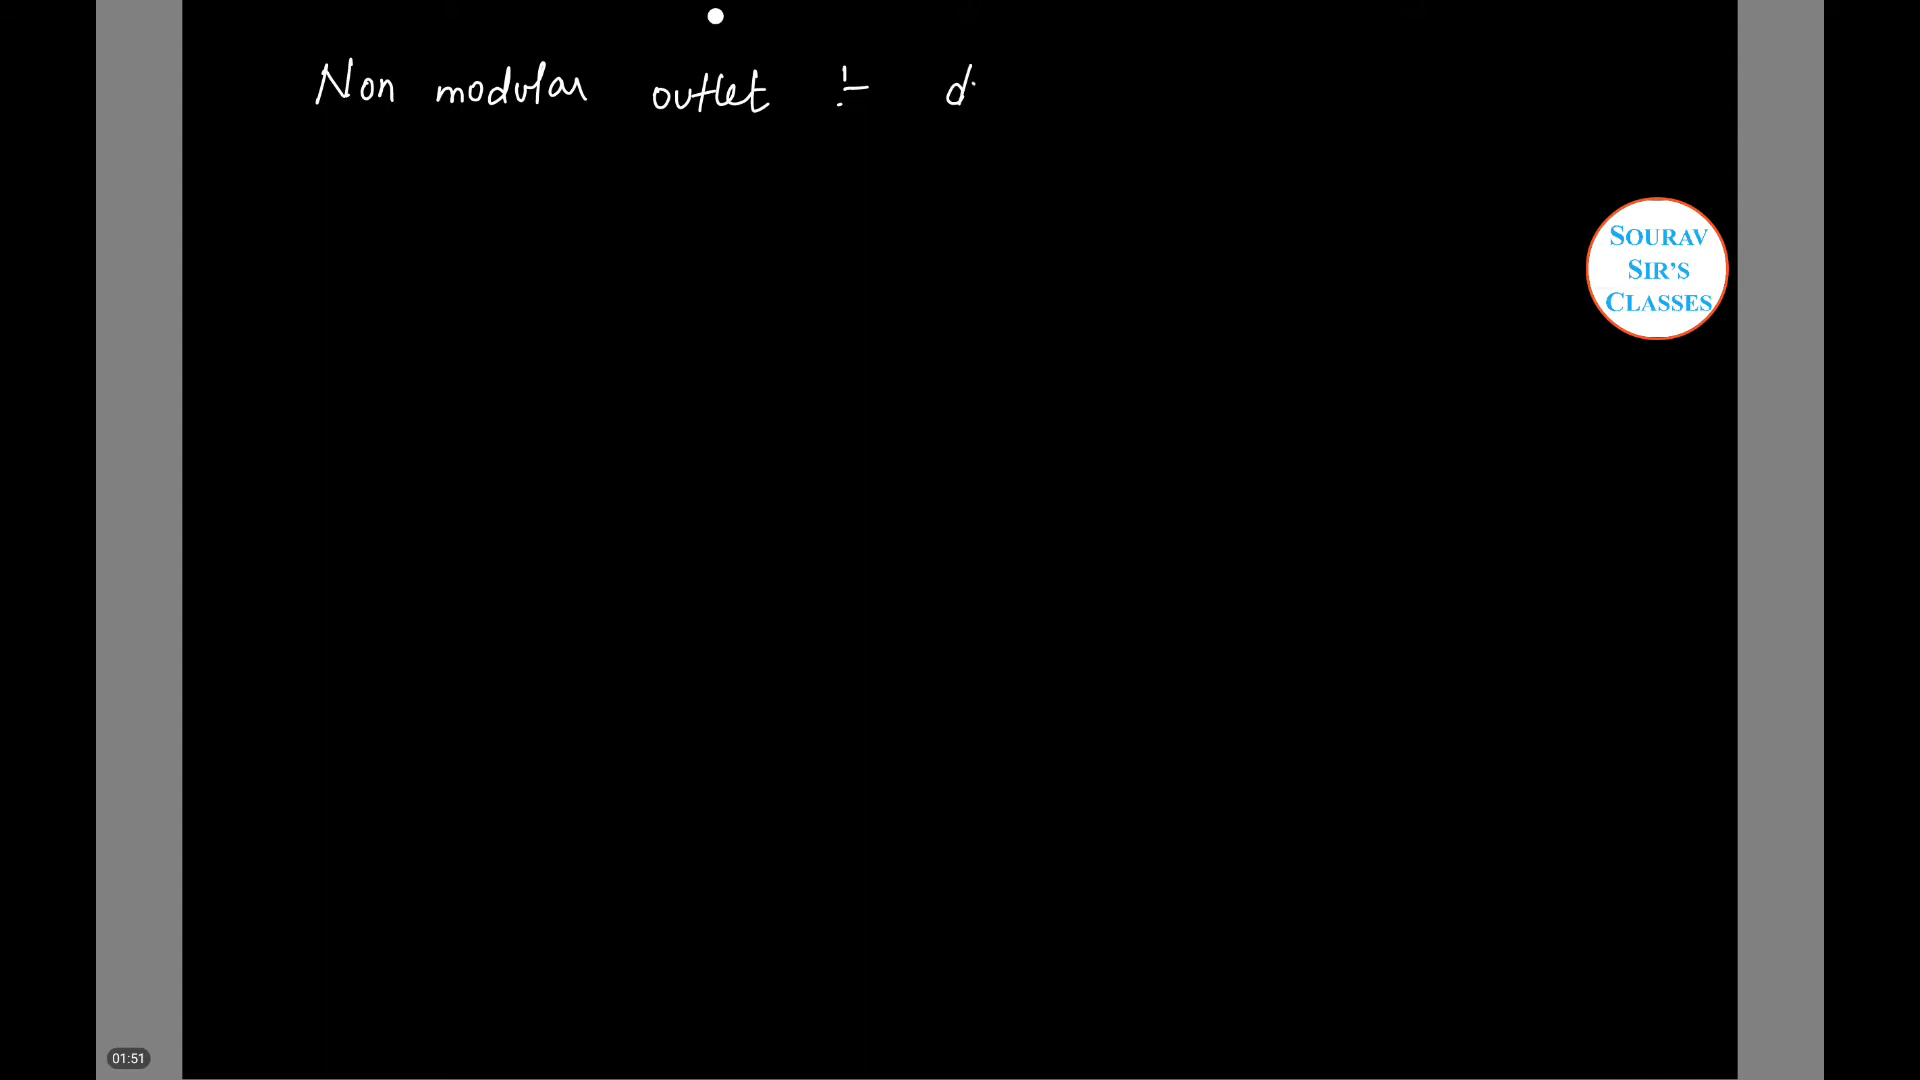 Non modular outlet :- d
SOURAV
SIR'S
CLASSES
01:51